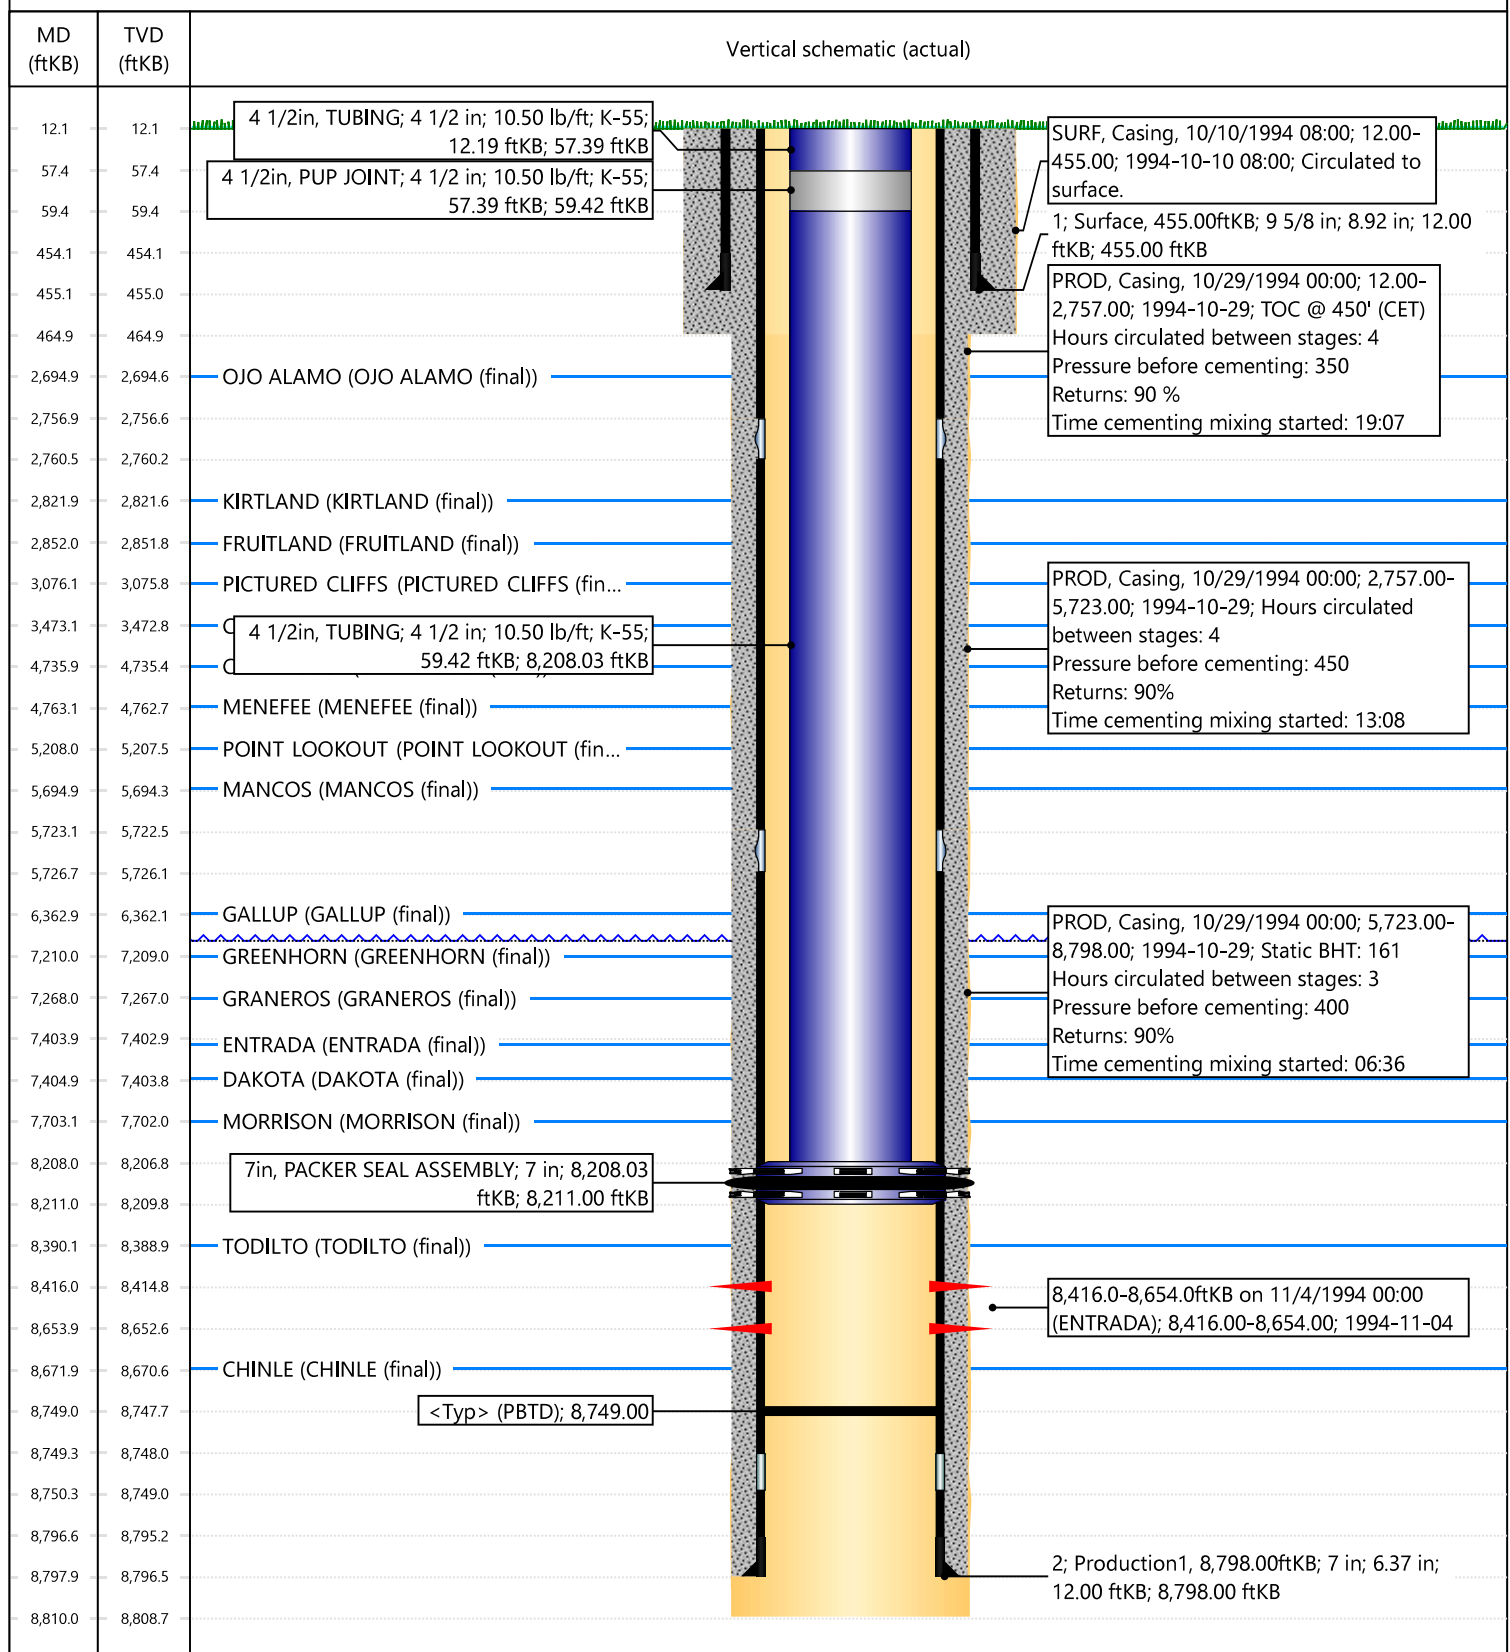 MD
(ftKB)
TVD
(ftKB)
Vertical schematic (actual)
12.1 12.1
57.4 57.4
59.4 59.4
454.1 454.1
455.1 455.0
464.9 464.9
2,694.9 2,694.6
2,756.9 2,756.6
2,760.5 2,760.2
2,821.9 2,821.6
2,852.0 2,851.8
3,076.1 3,075.8
3,473.1 3,472.8
4,735.9 4,735.4
4,763.1 4,762.7
5,208.0 5,207.5
5,694.9 5,694.3
5,723.1 5,722.5
5,726.7 5,726.1
6,362.9 6,362.1
7,210.0 7,209.0
7,268.0 7,267.0
7,403.9 7,402.9
7,404.9 7,403.8
7,703.1 7,702.0
8,208.0 8,206.8
8,211.0 8,209.8
8,390.1 8,388.9
8,416.0 8,414.8
8,653.9 8,652.6
8,671.9 8,670.6
8,749.0 8,747.7
8,749.3 8,748.0
8,750.3 8,749.0
8,796.6 8,795.2
8,797.9 8,796.5
8,810.0 8,808.7
4 1/2in, TUBING; 4 1/2 in; 10.50 lb/ft; K-55;
12.19 ftKB; 57.39 ftKB
4 1/2in, PUP JOINT; 4 1/2 in; 10.50 lb/ft; K-55;
57.39 ftKB; 59.42 ftKB
OJO ALAMO (OJO ALAMO (final))
KIRTLAND (KIRTLAND (final))
FRUITLAND (FRUITLAND (final))
PICTURED CLIFFS (PICTURED CLIFFS (fin...
4 1/2in, TUBING; 4 1/2 in; 10.50 lb/ft; K-55;
59.42 ftKB; 8,208.03 ftKB
MENEFEE (MENEFEE (final))
POINT LOOKOUT (POINT LOOKOUT (fin...
MANCOS (MANCOS (final))
GALLUP (GALLUP (final))
GREENHORN (GREENHORN (final))
GRANEROS (GRANEROS (final))
ENTRADA (ENTRADA (final))
DAKOTA (DAKOTA (final))
MORRISON (MORRISON (final))
7in, PACKER SEAL ASSEMBLY; 7 in; 8,208.03
ftKB; 8,211.00 ftKB
TODILTO (TODILTO (final))
CHINLE (CHINLE (final))
<Typ> (PBTD); 8,749.00
SURF, Casing, 10/10/1994 08:00; 12.00-
455.00; 1994-10-10 08:00; Circulated to
surface.
1; Surface, 455.00ftKB; 9 5/8 in; 8.92 in; 12.00
ftKB; 455.00 ftKB
PROD, Casing, 10/29/1994 00:00; 12.00-
2,757.00; 1994-10-29; TOC @ 450' (CET)
Hours circulated between stages: 4
Pressure before cementing: 350
Returns: 90 %
Time cementing mixing started: 19:07
PROD, Casing, 10/29/1994 00:00; 2,757.00-
5,723.00; 1994-10-29; Hours circulated
between stages: 4
Pressure before cementing: 450
Returns: 90%
Time cementing mixing started: 13:08
PROD, Casing, 10/29/1994 00:00; 5,723.00-
8,798.00; 1994-10-29; Static BHT: 161
Hours circulated between stages: 3
Pressure before cementing: 400
Returns: 90%
Time cementing mixing started: 06:36
8,416.0-8,654.0ftKB on 11/4/1994 00:00
(ENTRADA); 8,416.00-8,654.00; 1994-11-04
2; Production1, 8,798.00ftKB; 7 in; 6.37 in;
12.00 ftKB; 8,798.00 ftKB